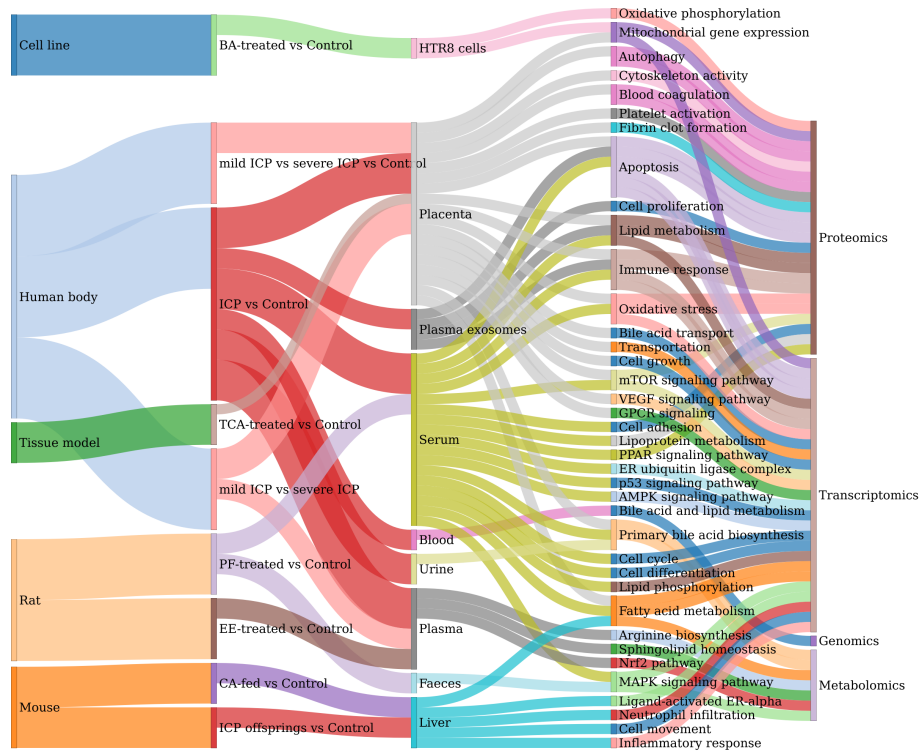 Cell line
Human body
Tissue model
Rat
Mouse
BA-treated vs Control
mild ICP vs severe ICP vs Control
ICP vs Control
TCA-treated vs Control
mild ICP vs severe ICP
PF-treated vs Control
EE-treated vs Control
CA-fed vs Control
ICP offsprings vs Control
HTR8 cells
Placenta
Plasma exosomes
Serum
Blood
Urine
Plasma
Faeces
Liver
Oxidative phosphorylation
Mitochondrial gene expression
Autophagy
Cytoskeleton activity
Blood coagulation
Platelet activation
Fibrin clot formation
Apoptosis
Cell proliferation
Lipid metabolism
Immune response
Oxidative stress
Bile acid transport
Transportation
Cell growth
mTOR signaling pathway
VEGF signaling pathway
GPCR signaling
Cell adhesion
Lipoprotein metabolism
PPAR signaling pathway
ER ubiquitin ligase complex
p53 signaling pathway
AMPK signaling pathway
Bile acid and lipid metabolism
Primary bile acid biosynthesis
Cell cycle
Cell differentiation
Lipid phosphorylation
Fatty acid metabolism
Arginine biosynthesis
Sphingolipid homeostasis
Nrf2 pathway
MAPK signaling pathway
Ligand-activated ER-alpha
Neutrophil infiltration
Cell movement
Inflammatory response
Proteomics
Transcriptomics
Genomics
Metabolomics